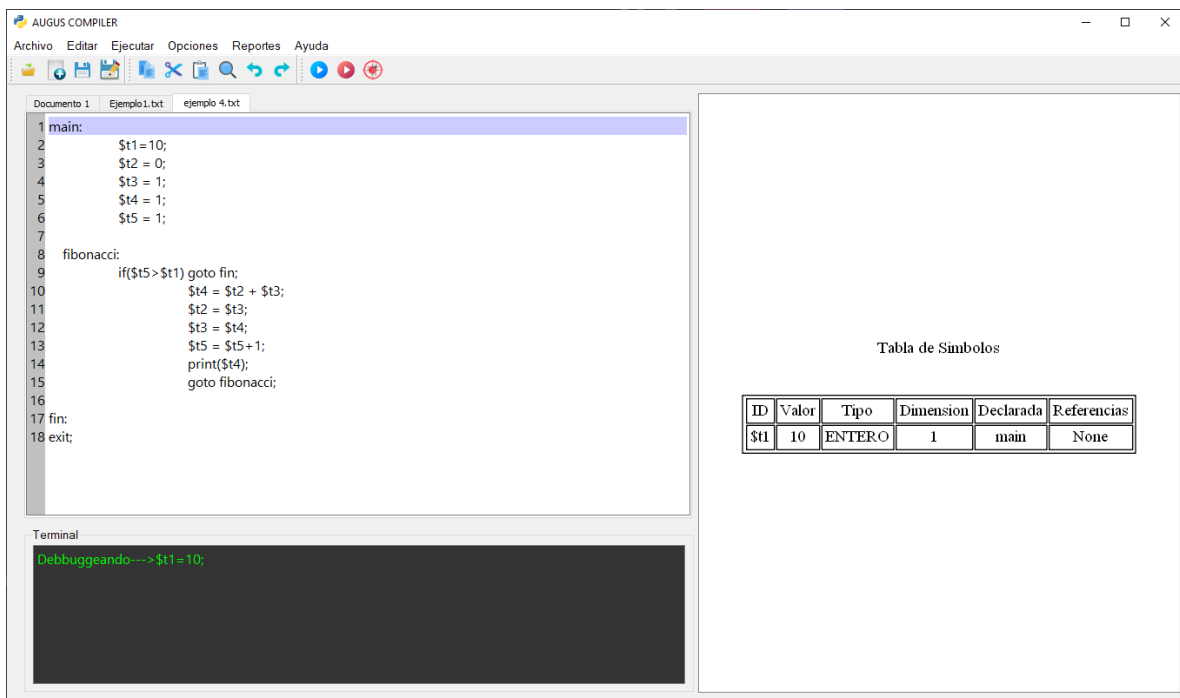 AUGUS COMPILER
Archivo Editar Ejecutar Opciones Reportes Ayuda
Documento 1 Ejemplo1.txt ejemplo 4.txt
1 main:
2 $t1=10;
3 $t2 = 0;
4 $t3 = 1;
5 $t4 = 1;
6 $t5 = 1;
7
8 fibonacci:
9 if($t5>$t1) goto fin;
10 $t4 = $t2 + $t3;
11 $t2 = $t3;
12 $t3 = $t4;
13 $t5 = $t5+1;
14 print($t4);
15 goto fibonacci;
16
17 fin:
18 exit;
Terminal
Debbuggeando--->$t1=10;
Tabla de Simbolos
ID Valor Tipo Dimension Declarada Referencias
$t1 10 ENTERO 1 main None